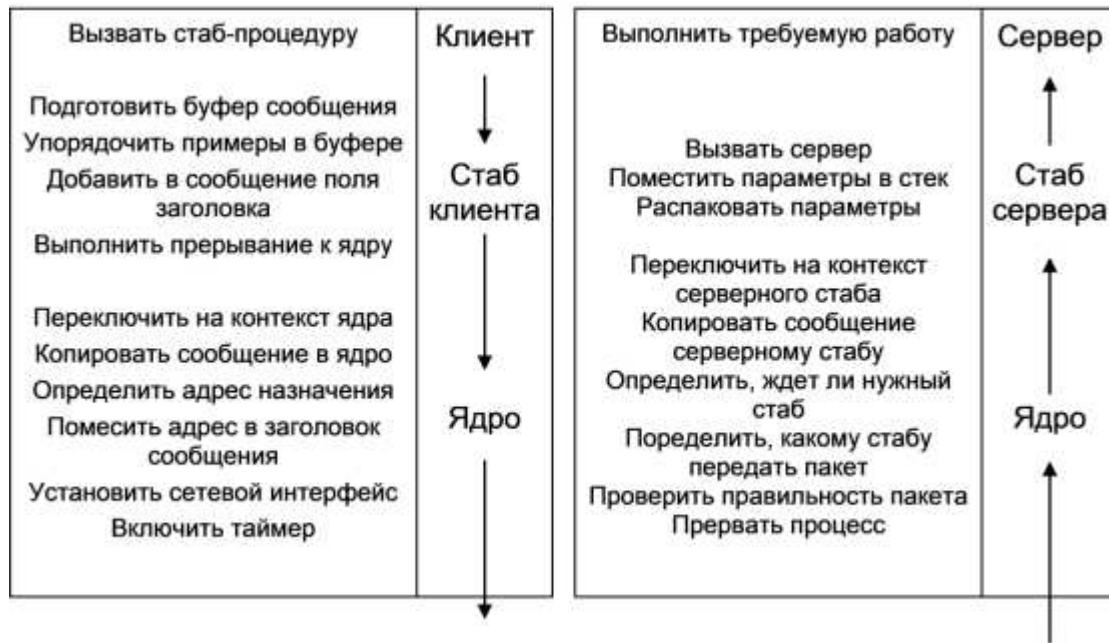 Вызвать стаб-процедуру
Клиент
Подготовить буфер сообщения
Упорядочить примеры в буфере
Добавить в сообщение поля
заголовка
Выполнить прерывание к ядру
Стаб
клиента
Переключить на контекст ядра
Копировать сообщение в ядро
Определить адрес назначения
Помесить адрес в заголовок
сообщения
Установить сетевой интерфейс
Включить таймер
Ядро
Выполнить требуемую работу
Сервер
Вызвать сервер
Поместить параметры в стек
Распаковать параметры
Стаб
сервера
Переключить на контекст
серверного стаба
Копировать сообщение
серверному стабу
Определить, ждет ли нужный
стаб
Поределить, какому стабу
передать пакет
Проверить правильность пакета
Прервать процесс
Ядро